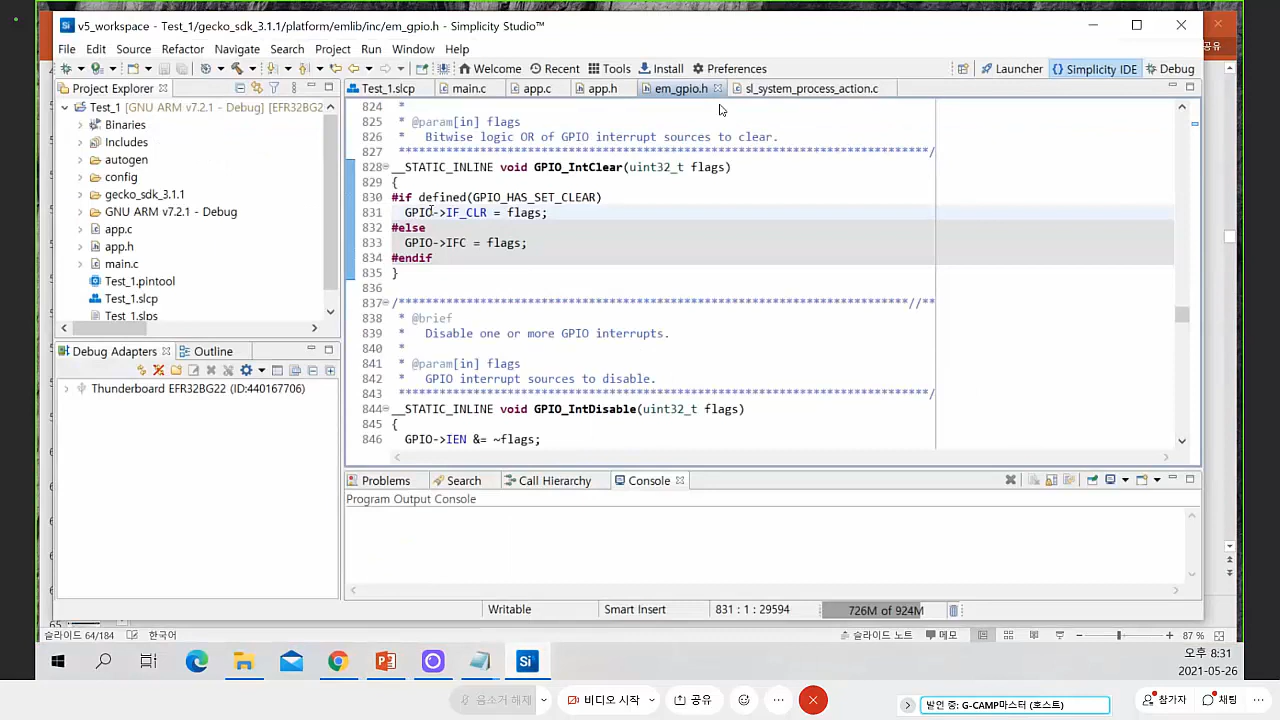 v5_workspace - Test_1/gecko_sdk_3.1.1/platform/emlib/inc/em_gpio.h - Simplicity Studio™
File Edit Source Refactor Navigate Search Project Run Window Help
Welcome Recent Tools Install Preferences
Launcher Simplicity IDE Debug
공유
Project Explorer
Test_1 [GNU ARM v7.2.1 - Debug] [EFR32BG2
Binaries
Includes
autogen
config
gecko_sdk_3.1.1
GNU ARM v7.2.1 - Debug
app.c
app.h
main.c
Test_1.pintool
Test_1.slcp
Test_1.slps
Debug Adapters Outline
Thunderboard EFR32BG22 (ID:440167706)
Test_1.slcp main.c app.c app.h em_gpio.h sl_system_process_action.c
824 *
825 * @param[in] flags
826 * Bitwise logic OR of GPIO interrupt sources to clear.
827 ******************************************************************************/
828 __STATIC_INLINE void GPIO_IntClear(uint32_t flags)
829 {
830 #if defined(GPIO_HAS_SET_CLEAR)
831 GPIO->IF_CLR = flags;
832 #else
833 GPIO->IFC = flags;
834 #endif
835 }
836
837 /***************************************************************************//**
838 * @brief
839 * Disable one or more GPIO interrupts.
840 *
841 * @param[in] flags
842 * GPIO interrupt sources to disable.
843 ******************************************************************************/
844 __STATIC_INLINE void GPIO_IntDisable(uint32_t flags)
845 {
846 GPIO->IEN &= ~flags;
Problems Search Call Hierarchy Console
Program Output Console
Writable Smart Insert 831 : 1 : 29594 726M of 924M
슬라이드 64/184 한국어 슬라이드 노트 메모 87 %
오후 8:31
2021-05-26
음소거 해제 비디오 시작 공유 발언 중: G-CAMP마스터 (호스트) 참가자 채팅